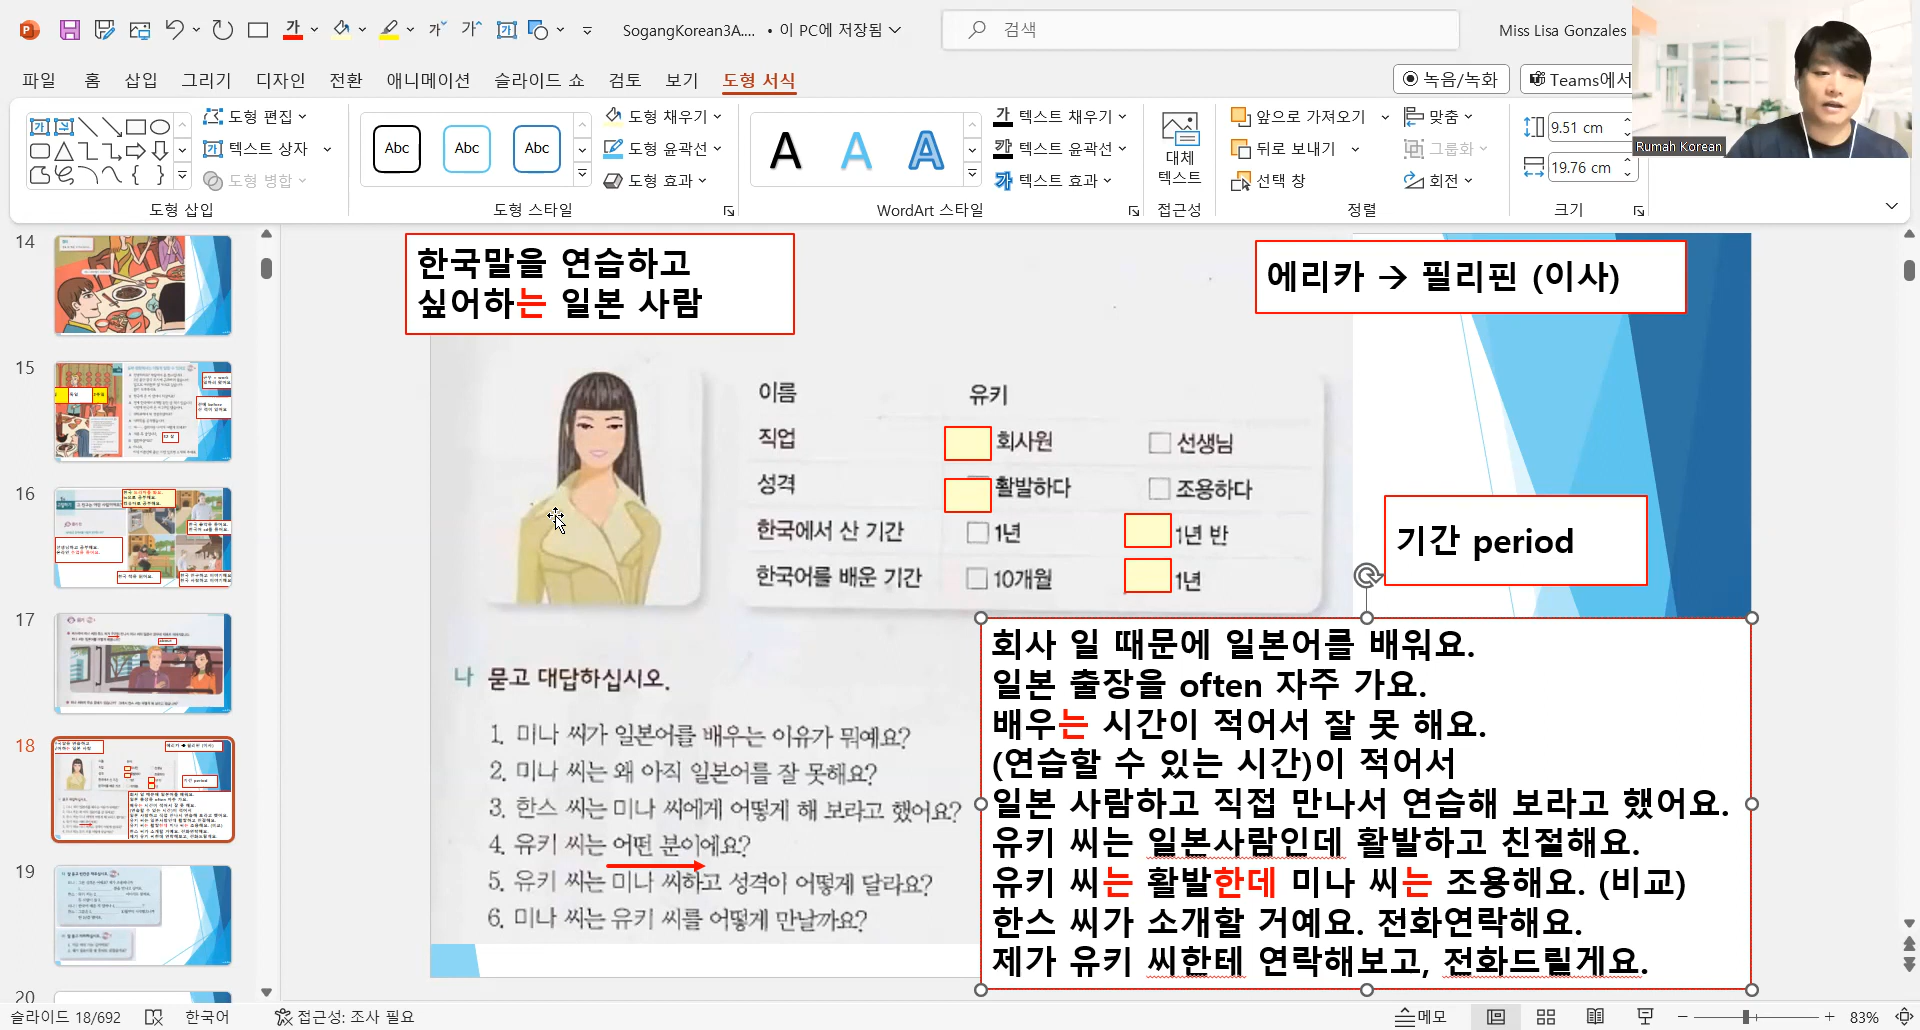 SogangKorean3A.... • 이 PC에 저장됨
검색
Miss Lisa Gonzales
파일 홈 삽입 그리기 디자인 전환 애니메이션 슬라이드 쇼 검토 보기 도형 서식
녹음/녹화
Teams에서
도형 편집
텍스트 상자
도형 병합
도형 삽입
Abc Abc Abc
도형 채우기
도형 윤곽선
도형 효과
도형 스타일
A A A
텍스트 채우기
텍스트 윤곽선
텍스트 효과
WordArt 스타일
대체
텍스트
접근성
앞으로 가져오기
뒤로 보내기
선택 창
맞춤
그룹화
회전
정렬
9.51 cm
19.76 cm
크기
Rumah Korean
14
15
16
17
18
19
20
한국말을 연습하고
싶어하는 일본 사람
에리카 → 필리핀 (이사)
이름 유키
직업 회사원 선생님
성격 활발하다 조용하다
한국에서 산 기간 1년 1년 반
한국어를 배운 기간 10개월 1년
기간 period
나 묻고 대답하십시오.
1. 미나 씨가 일본어를 배우는 이유가 뭐예요?
2. 미나 씨는 왜 아직 일본어를 잘 못해요?
3. 한스 씨는 미나 씨에게 어떻게 해 보라고 했어요?
4. 유키 씨는 어떤 분이에요?
5. 유키 씨는 미나 씨하고 성격이 어떻게 달라요?
6. 미나 씨는 유키 씨를 어떻게 만날까요?
회사 일 때문에 일본어를 배워요.
일본 출장을 often 자주 가요.
배우는 시간이 적어서 잘 못 해요.
(연습할 수 있는 시간)이 적어서
일본 사람하고 직접 만나서 연습해 보라고 했어요.
유키 씨는 일본사람인데 활발하고 친절해요.
유키 씨는 활발한데 미나 씨는 조용해요. (비교)
한스 씨가 소개할 거예요. 전화연락해요.
제가 유키 씨한테 연락해보고, 전화드릴게요.
슬라이드 18/692
한국어
접근성: 조사 필요
메모
83%